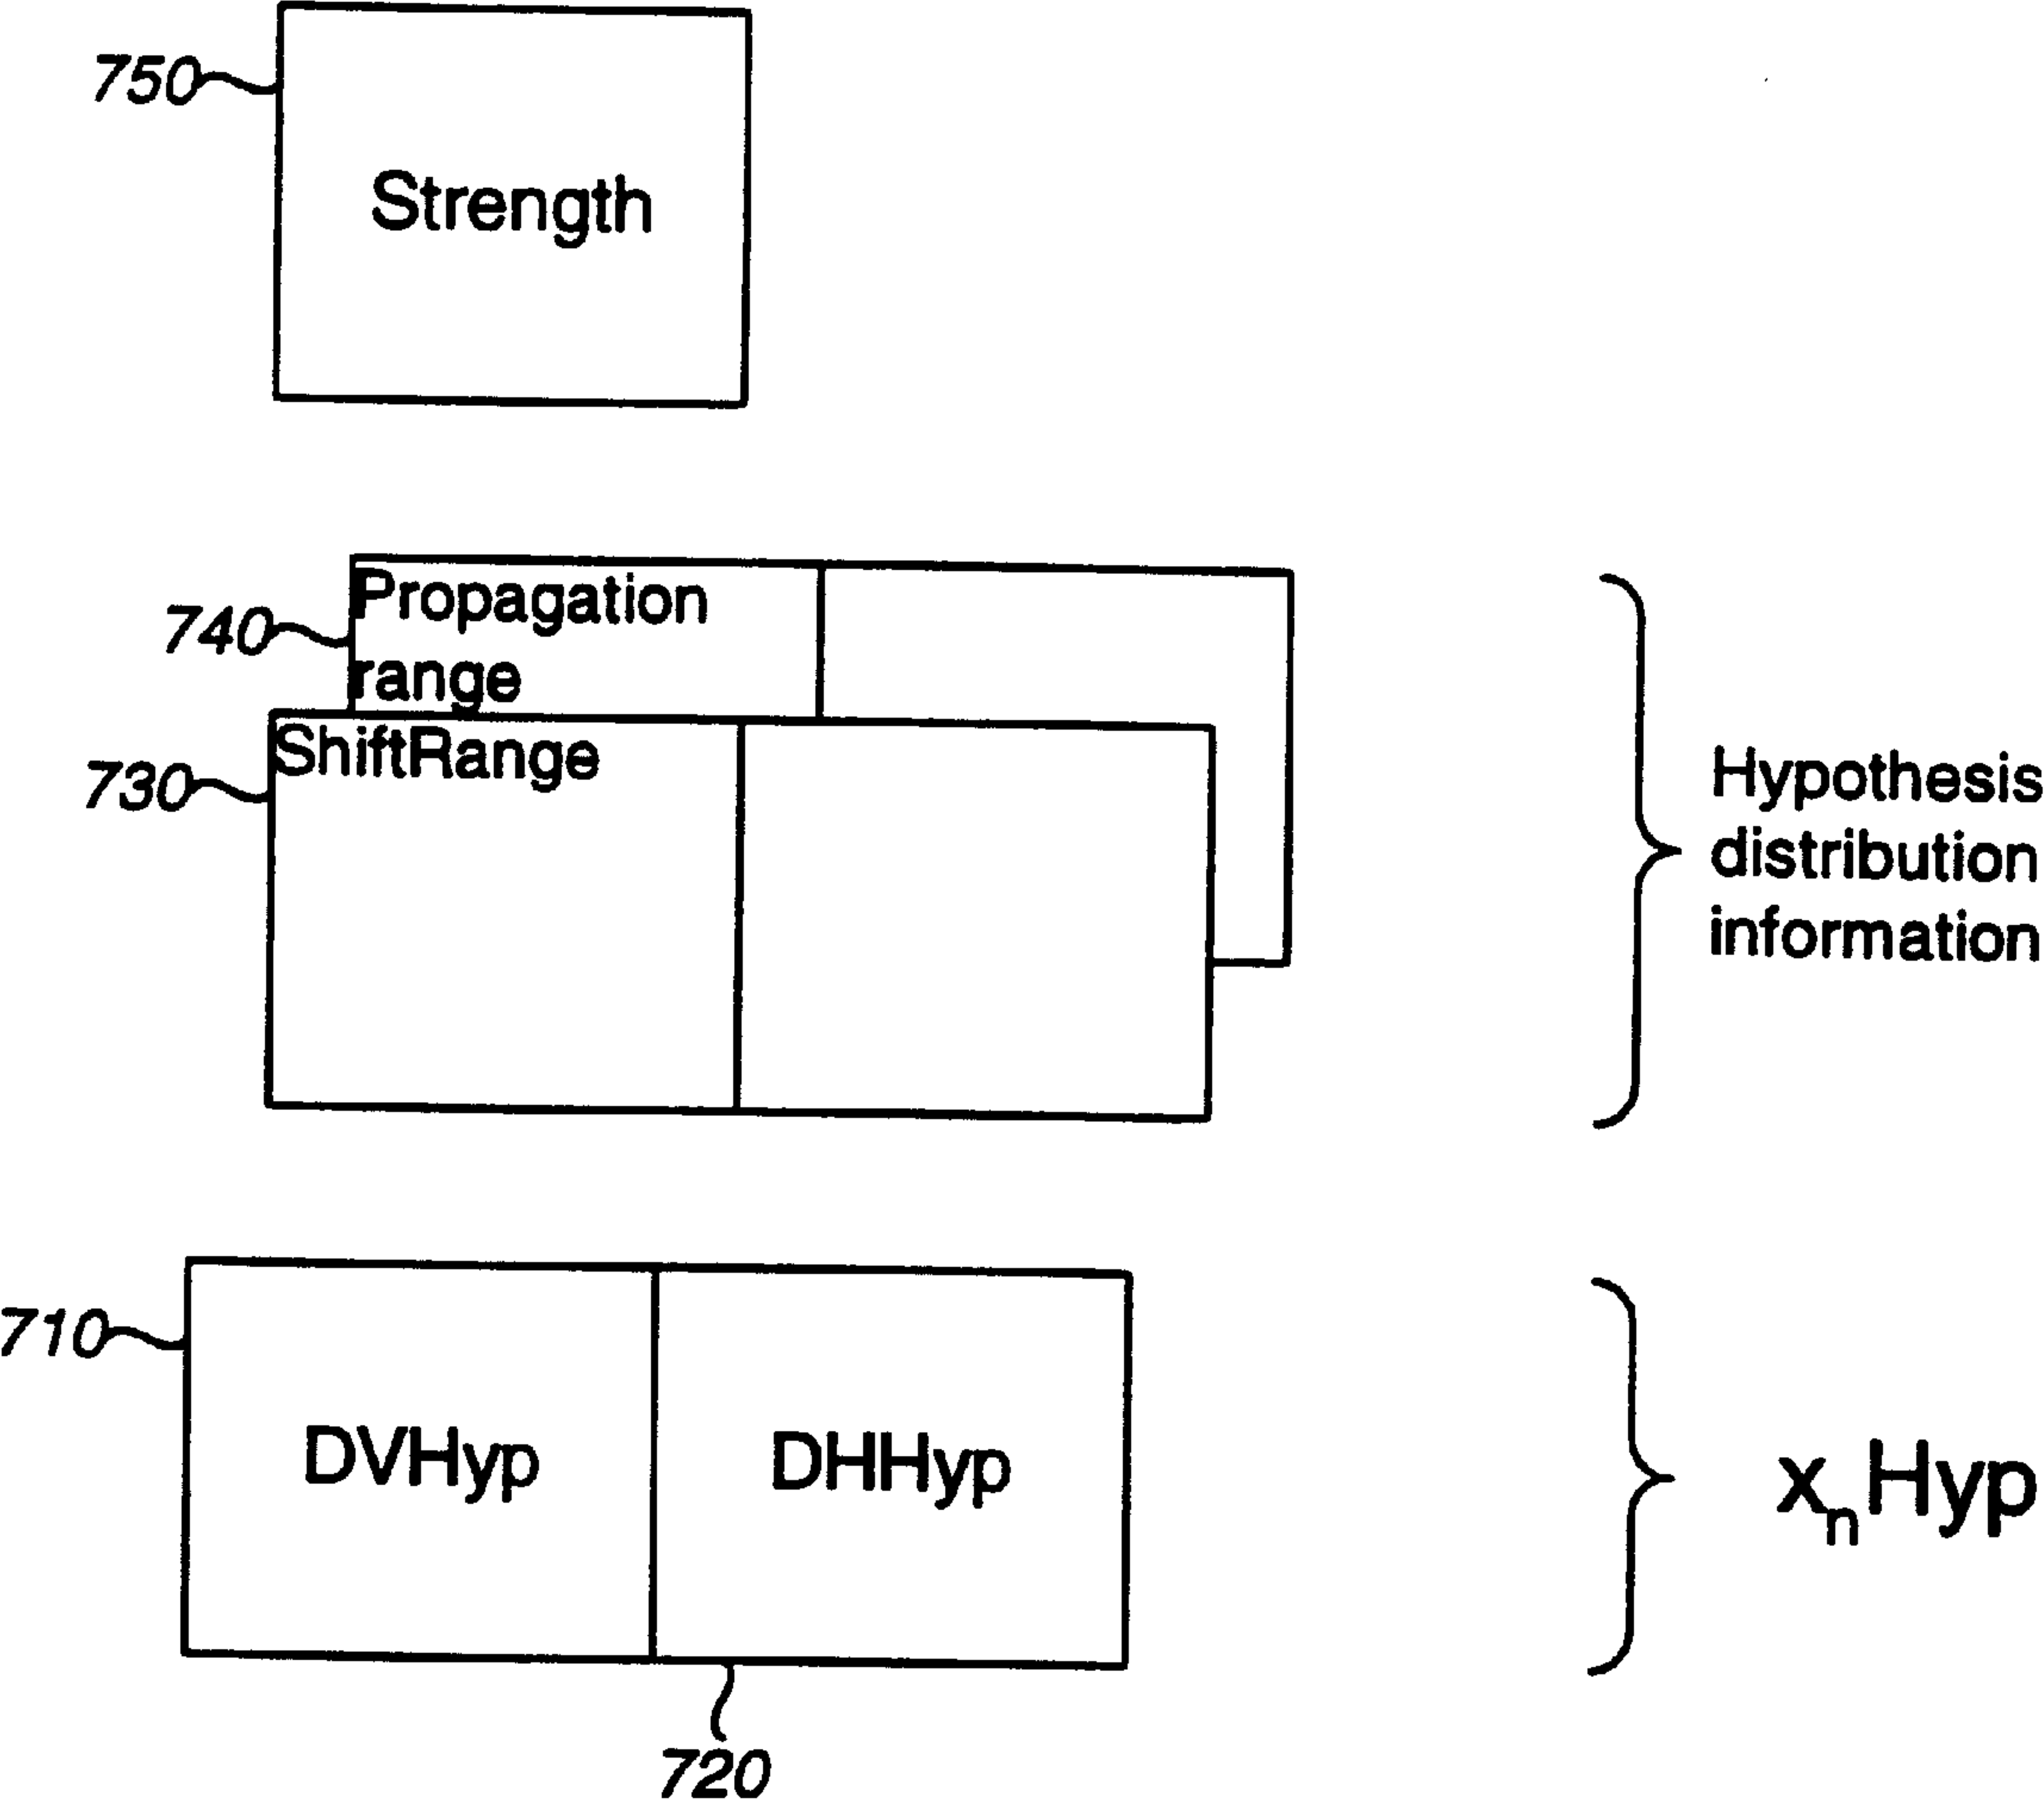 750
Strength
740
Propagation
range
730
ShiftRange
Hypothesis
distribution
information
710
DVHyp
DHHyp
xnHyp
720